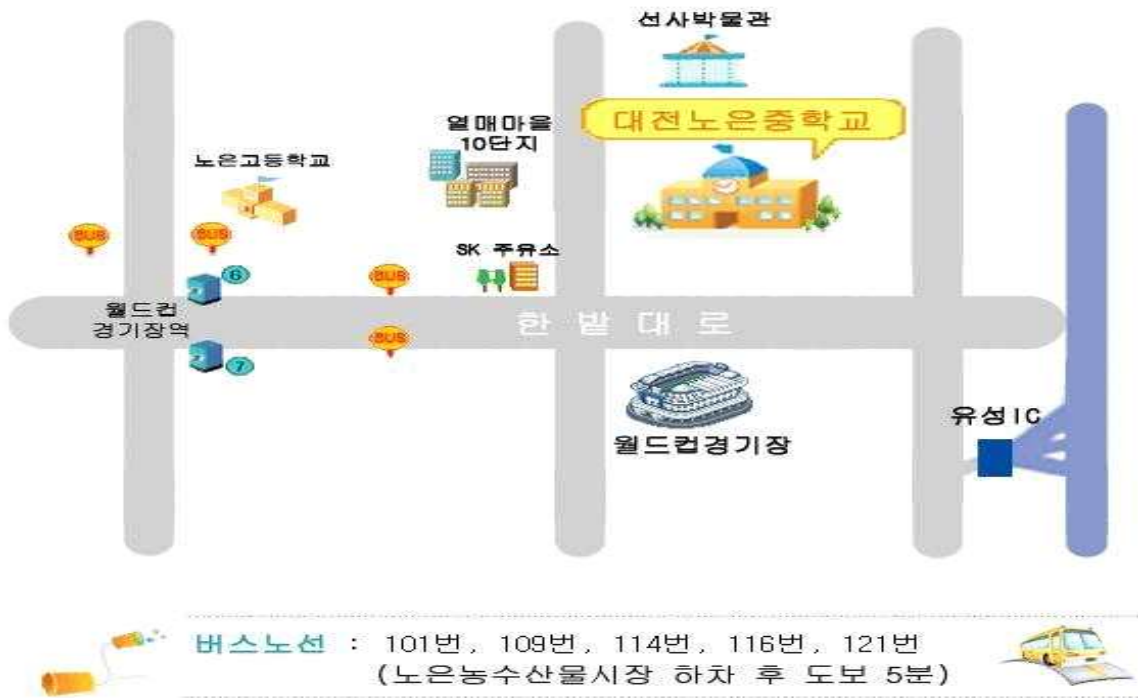 선사박물관
대전노은중학교
열매마을
10단지
노은고등학교
BUS
BUS
SK 주유소
6
BUS
월드컵
경기장역
한 밭 대 로
BUS
7
유성IC
월드컵경기장
버스노선 : 101번, 109번, 114번, 116번, 121번
(노은농수산물시장 하차 후 도보 5분)